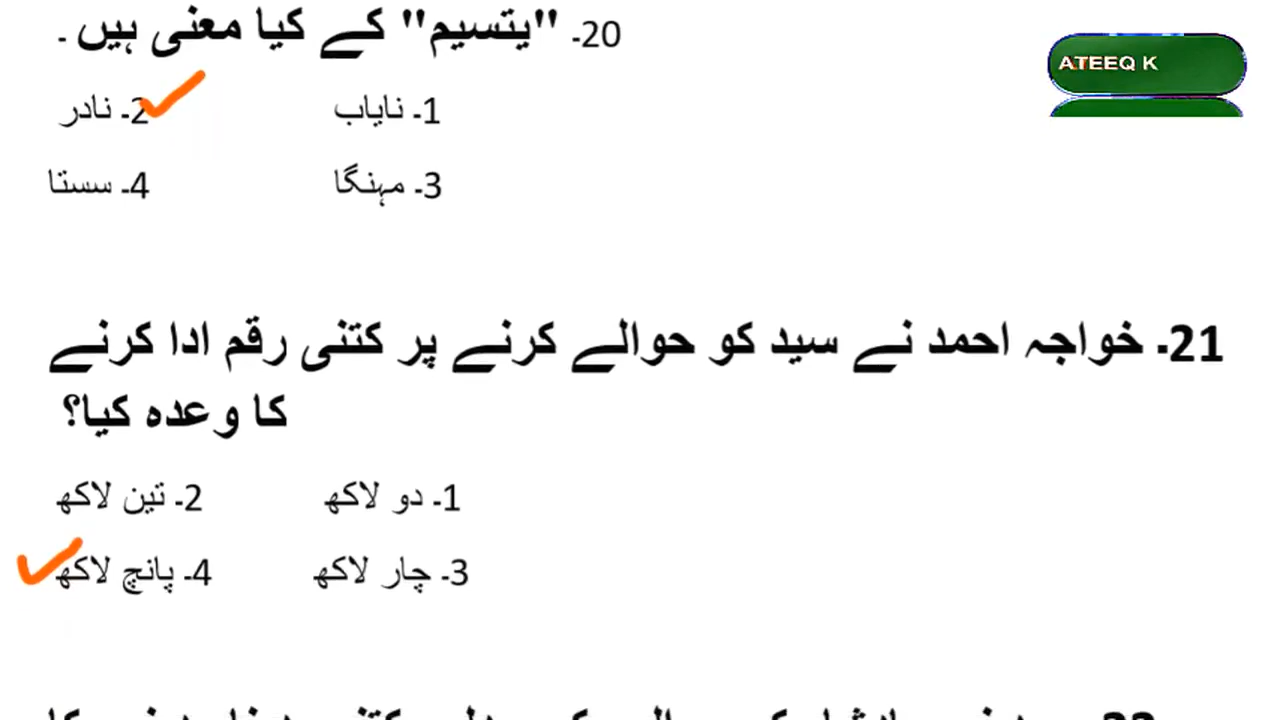 20- "یتسیم" کے کیا معنی ہیں -
ATEEQ K
1- نایاب 2- نادر
3- مہنگا 4- سستا
21- خواجہ احمد نے سید کو حوالے کرنے پر کتنی رقم ادا کرنے
کا وعدہ کیا؟
1- دو لاکھ 2- تین لاکھ
3- چار لاکھ 4- پانچ لاکھ